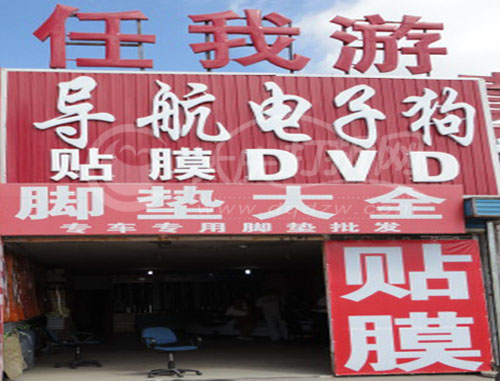 任我游
导航电子狗
贴膜DVD
脚垫大全
专车专用脚垫批发
贴
膜